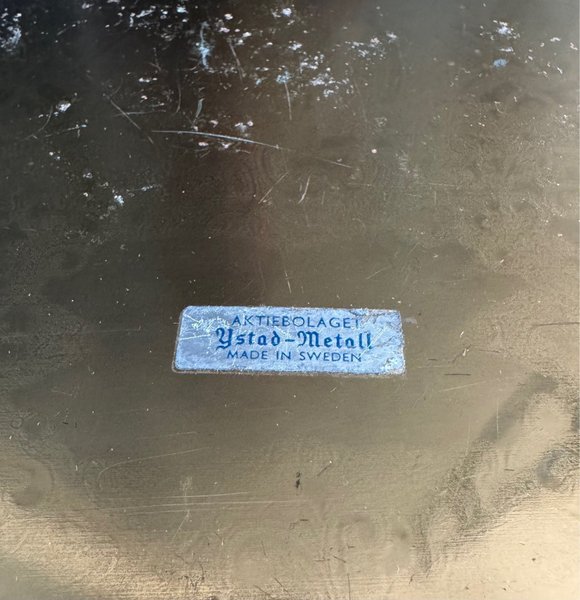 AKTIEBOLAGET
Ystad-Metall
MADE IN SWEDEN